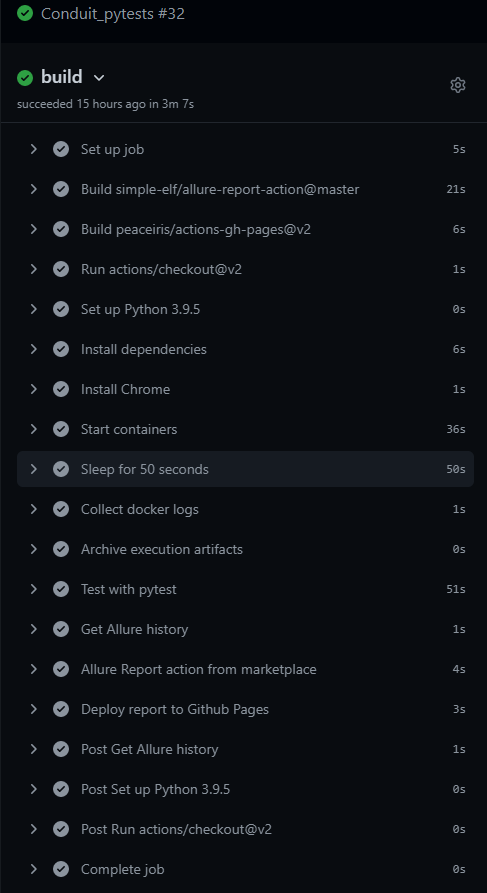 Conduit_pytests #32
build
succeeded 15 hours ago in 3m 7s
Set up job 5s
Build simple-elf/allure-report-action@master 21s
Build peaceiris/actions-gh-pages@v2 6s
Run actions/checkout@v2 1s
Set up Python 3.9.5 0s
Install dependencies 6s
Install Chrome 1s
Start containers 36s
Sleep for 50 seconds 50s
Collect docker logs 1s
Archive execution artifacts 0s
Test with pytest 51s
Get Allure history 1s
Allure Report action from marketplace 4s
Deploy report to Github Pages 3s
Post Get Allure history 1s
Post Set up Python 3.9.5 0s
Post Run actions/checkout@v2 0s
Complete job 0s